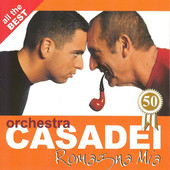 all the
BEST
50
orchestra
CASADEI
Romagna Mia